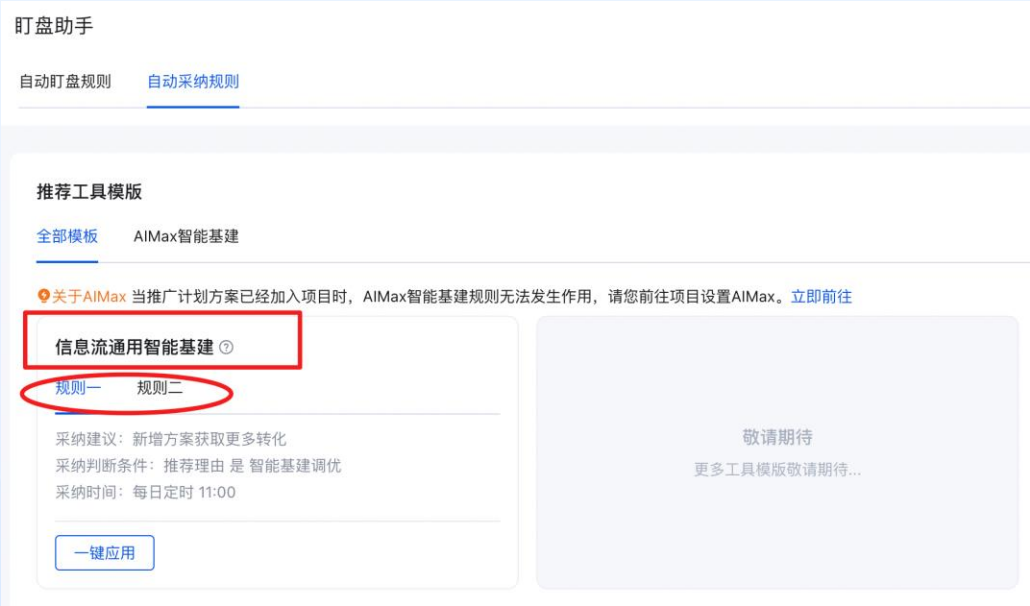 盯盘助手
自动盯盘规则 自动采纳规则
推荐工具模版
全部模板 AIMax智能基建
关于AIMax 当推广计划方案已经加入项目时，AIMax智能基建规则无法发生作用，请您前往项目设置AIMax。立即前往
信息流通用智能基建 ?
规则一 规则二
采纳建议：新增方案获取更多转化
采纳判断条件：推荐理由 是 智能基建调优
采纳时间：每日定时 11:00
一键应用
敬请期待
更多工具模版敬请期待...